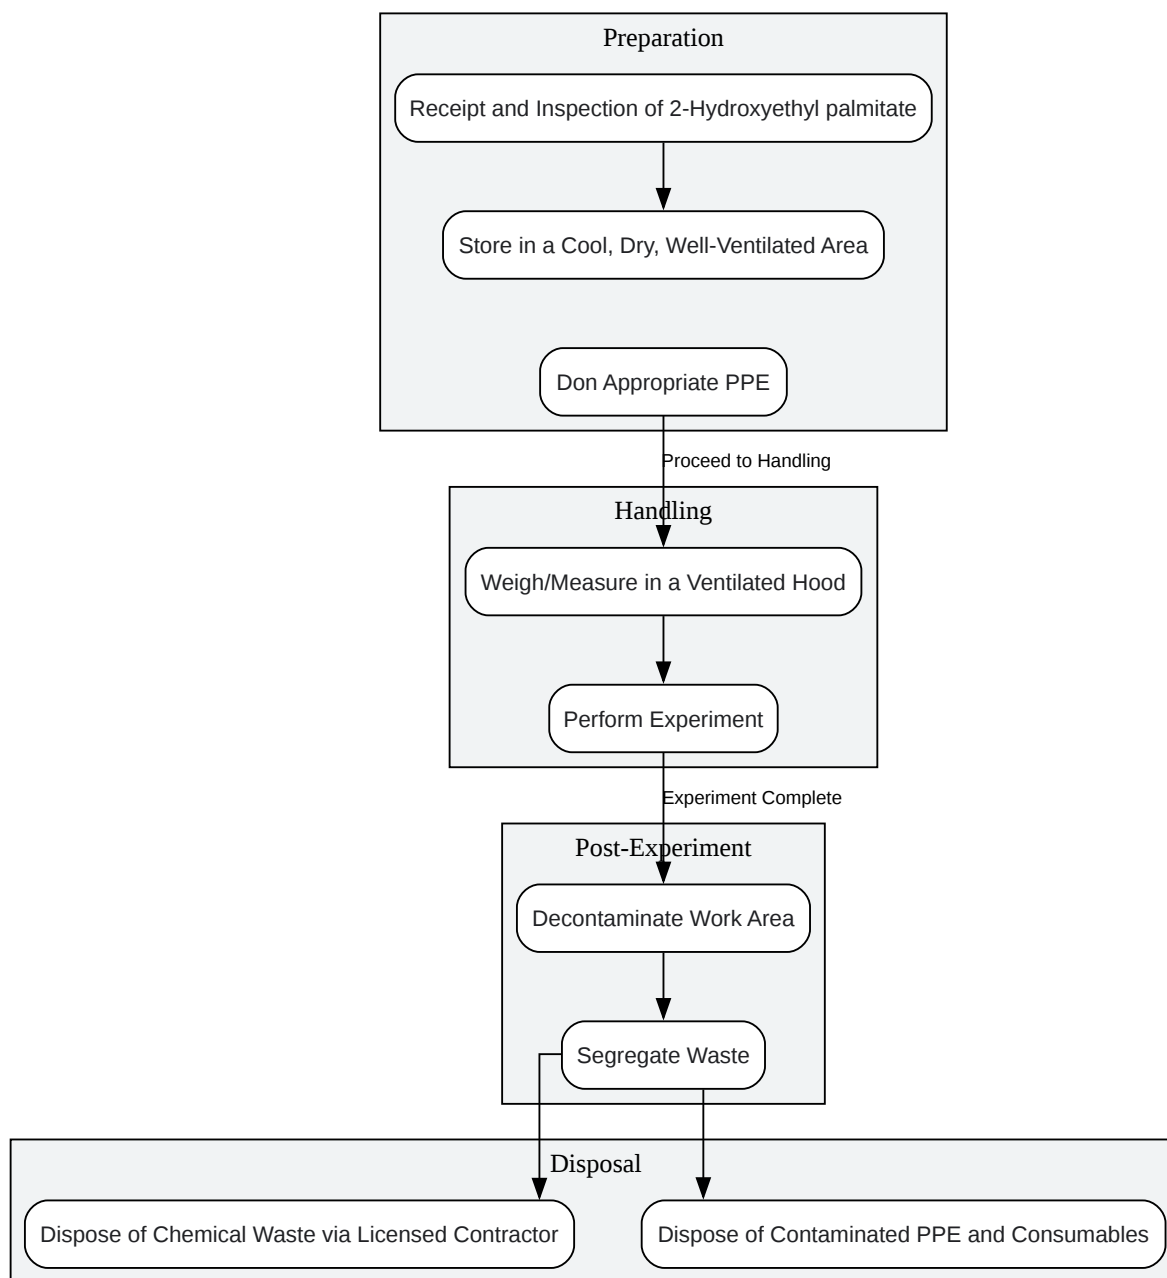 Preparation
Receipt and Inspection of 2-Hydroxyethyl palmitate
Store in a Cool, Dry, Well-Ventilated Area
Don Appropriate PPE
Proceed to Handling
Handling
Weigh/Measure in a Ventilated Hood
Perform Experiment
Experiment Complete
Post-Experiment
Decontaminate Work Area
Segregate Waste
Disposal
Dispose of Chemical Waste via Licensed Contractor
Dispose of Contaminated PPE and Consumables